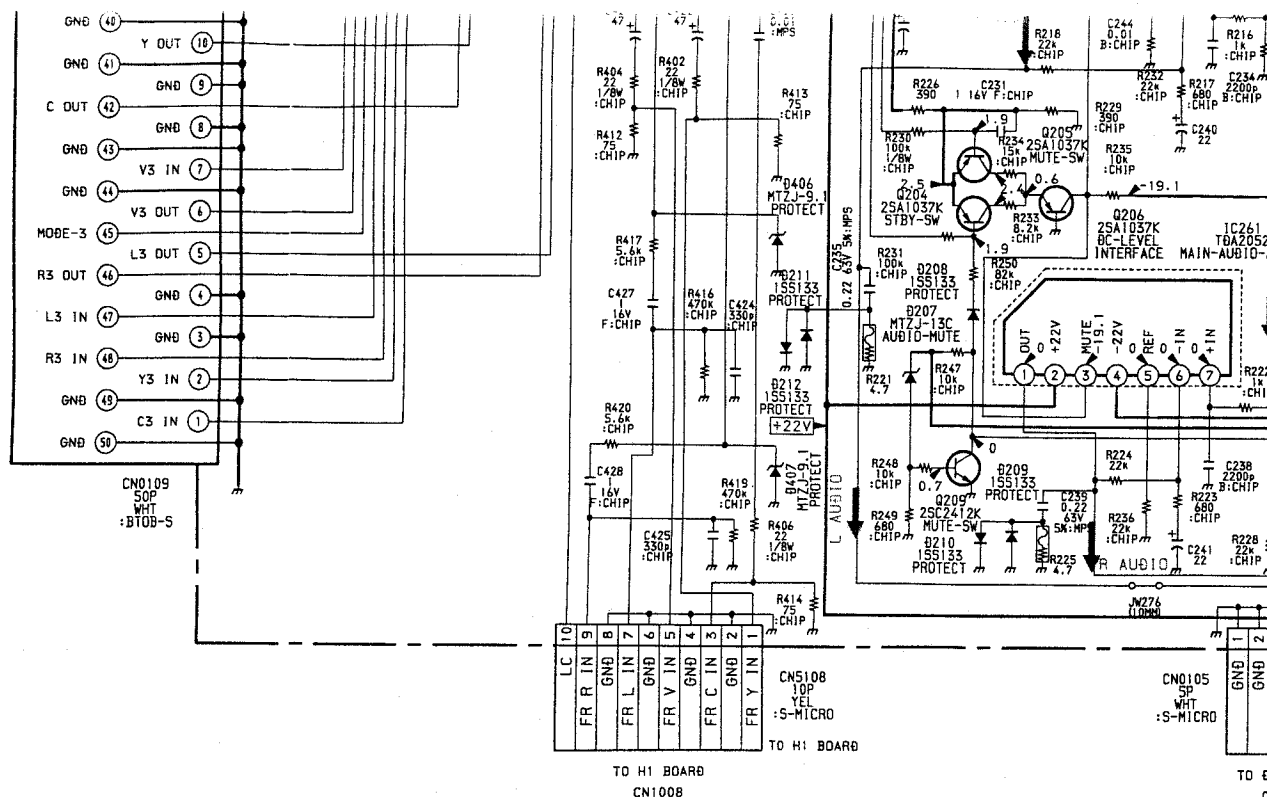 GND 40
Y OUT 10
GND 41
GND 9
C OUT 42
GND 8
GND 43
V3 IN 7
GND 44
V3 OUT 6
MODE-3 45
L3 OUT 5
R3 OUT 46
GND 4
L3 IN 47
GND 3
R3 IN 48
Y3 IN 2
GND 49
C3 IN 1
GND 50
CN0109
50P
WHT
:BTOB-S
47
47
0.01
:MPS
R404
22
1/8W
:CHIP
R402
22
1/8W
:CHIP
R412
75
:CHIP
R413
75
:CHIP
D406
MTZJ-9.1
PROTECT
R417
5.6k
:CHIP
C427
1
16V
F:CHIP
R416
470k
:CHIP
C424
330p
:CHIP
D211
1SS133
PROTECT
D212
1SS133
PROTECT
+22V
R420
5.6k
:CHIP
C428
1
16V
F:CHIP
D407
MTZJ-9.1
PROTECT
R419
470k
:CHIP
C425
330p
:CHIP
R406
22
1/8W
:CHIP
R414
75
:CHIP
10 9 8 7 6 5 4 3 2 1
LC
FR R IN
GND
FR L IN
GND
FR V IN
GND
FR C IN
GND
FR Y IN
CN5108
10P
YEL
:S-MICRO
TO H1 BOARD
TO H1 BOARD
CN1008
C244
0.01
B:CHIP
R218
22k
:CHIP
R216
1k
:CHIP
R232
22k
:CHIP
R217
680
:CHIP
C234
2200p
B:CHIP
R226
390
C231
1 16V F:CHIP
R229
390
:CHIP
C240
22
R230
100k
1/8W
:CHIP
1.9
R234
15k
:CHIP
Q205
2SA1037K
MUTE-SW
R235
10k
:CHIP
2.5
Q204
2SA1037K
STBY-SW
2.4
0.6
-19.1
R233
8.2k
:CHIP
Q206
2SA1037K
DC-LEVEL
INTERFACE
IC261
TDA2052
MAIN-AUDIO-
1.9
C235
0.22 63V 5%:MPS
R231
100k
:CHIP
D208
1SS133
PROTECT
R250
82k
:CHIP
D207
MTZJ-13C
AUDIO-MUTE
R221
4.7
R247
10k
:CHIP
OUT
0
+22V
MUTE
-19.1
-22V
REF
0
-IN
0
+IN
0
1 2 3 4 5 6 7
R222
1k
:CHI
0
R248
10k
:CHIP
0.7
Q209
2SC2412K
MUTE-SW
R249
680
:CHIP
D209
1SS133
PROTECT
D210
1SS133
PROTECT
C239
0.22
63V
5%:MPS
R225
4.7
R224
22k
R236
22k
:CHIP
R223
680
:CHIP
C238
2200p
B:CHIP
C241
22
R228
22k
:CHIP
L AUDIO
R AUDIO
JW276
(10MM)
CN0105
5P
WHT
:S-MICRO
1 2
GND
GND
TO